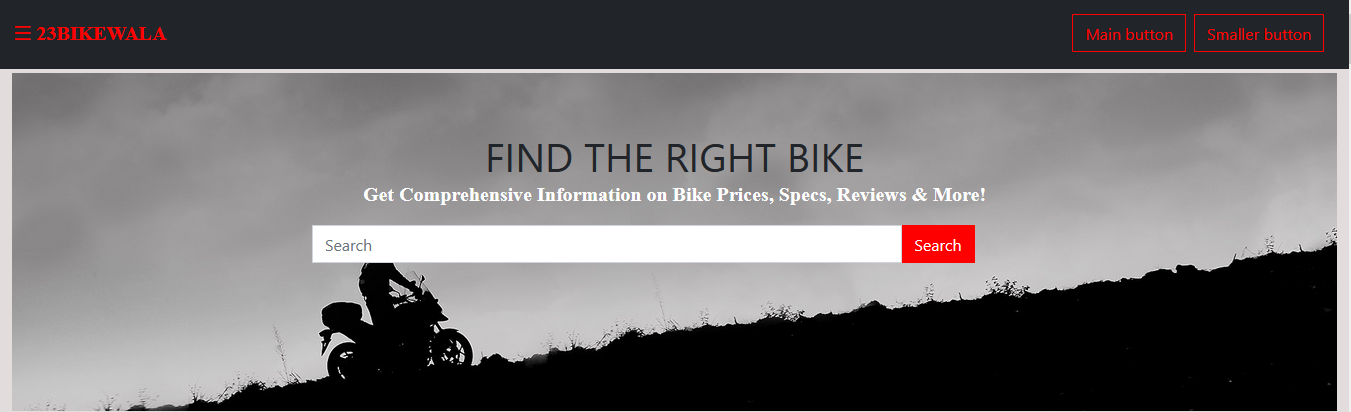 ☰ 23BIKEWALA
Main button
Smaller button
FIND THE RIGHT BIKE
Get Comprehensive Information on Bike Prices, Specs, Reviews & More!
Search
Search